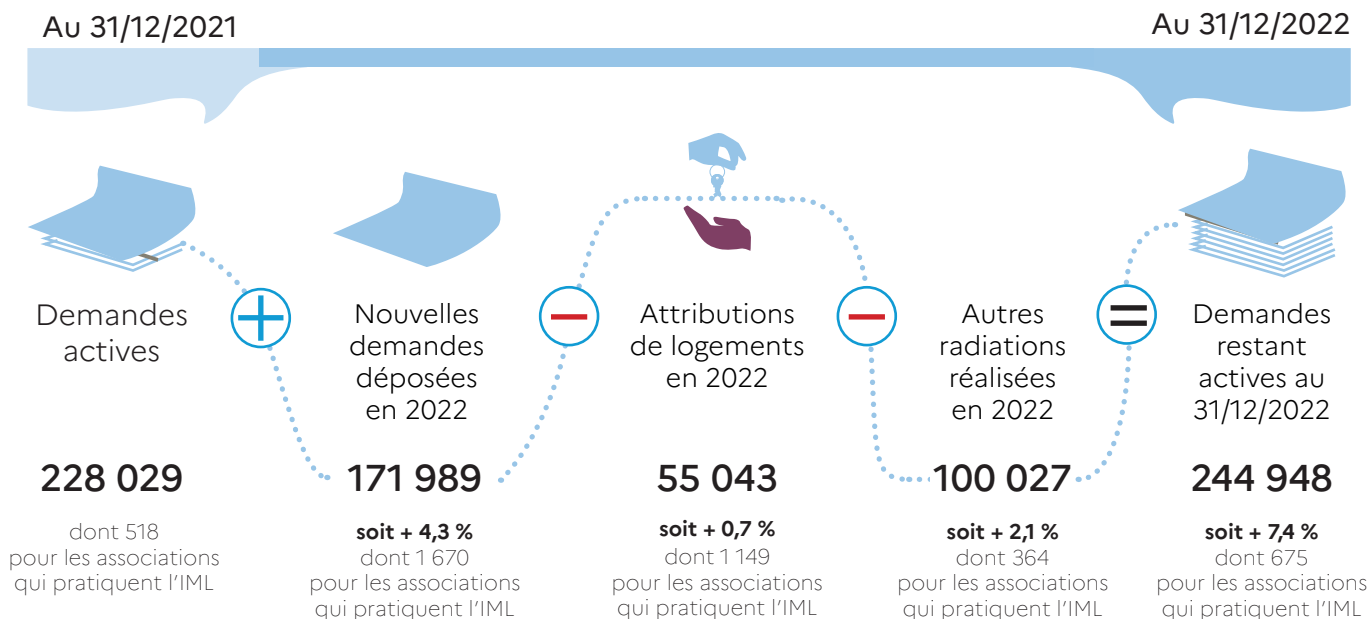 Au 31/12/2021
Au 31/12/2022
Demandes
actives
228 029
dont 518
pour les associations
qui pratiquent l'IML
+
Nouvelles
demandes
déposées
en 2022
171 989
soit + 4,3 %
dont 1 670
pour les associations
qui pratiquent l'IML
−
Attributions
de logements
en 2022
55 043
soit + 0,7 %
dont 1 149
pour les associations
qui pratiquent l'IML
−
Autres
radiations
réalisées
en 2022
100 027
soit + 2,1 %
dont 364
pour les associations
qui pratiquent l'IML
=
Demandes
restant
actives au
31/12/2022
244 948
soit + 7,4 %
dont 675
pour les associations
qui pratiquent l'IML